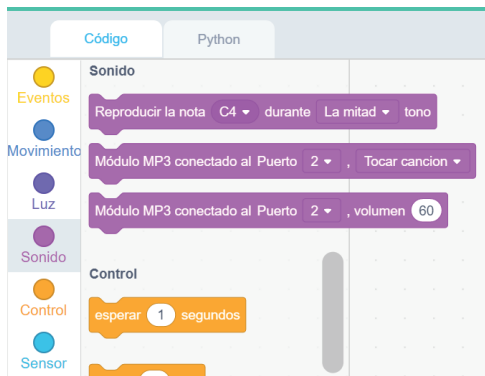 Código Python
Sonido
Eventos
Reproducir la nota C4 durante La mitad tono
Movimiento
Módulo MP3 conectado al Puerto 2 , Tocar cancion
Luz
Módulo MP3 conectado al Puerto 2 , volumen 60
Sonido
Control
Control
esperar 1 segundos
Sensor